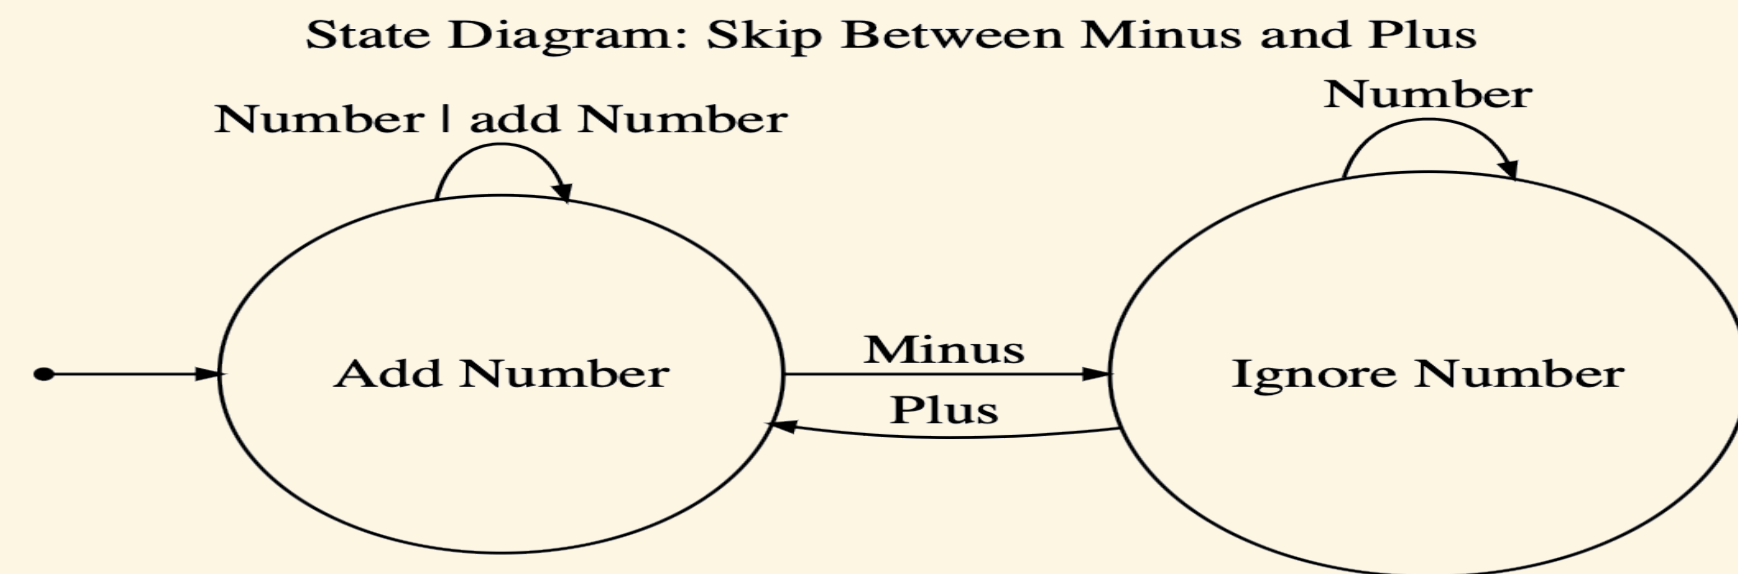 State Diagram: Skip Between Minus and Plus
Number
Number | add Number
Minus
Add Number
Ignore Number
Plus